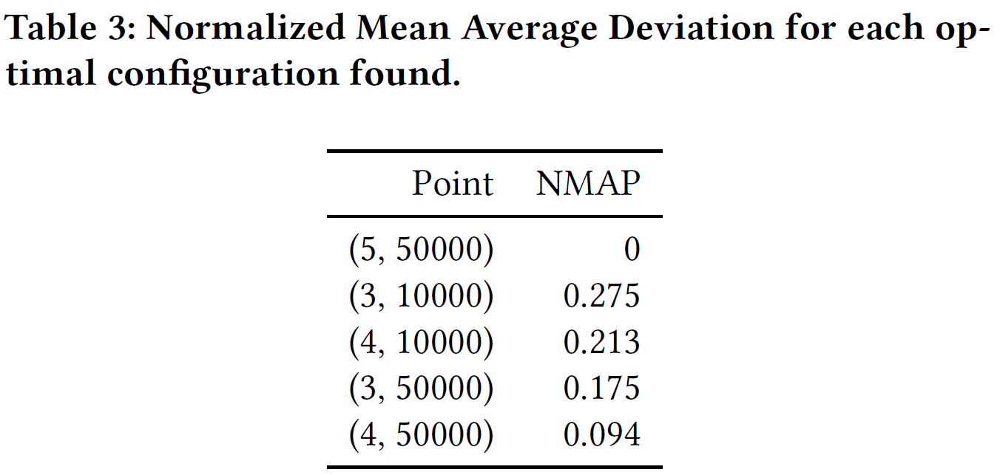 Table 3: Normalized Mean Average Deviation for each op-
timal configuration found.
Point NMAP
(5, 50000) 0
(3, 10000) 0.275
(4, 10000) 0.213
(3, 50000) 0.175
(4, 50000) 0.094